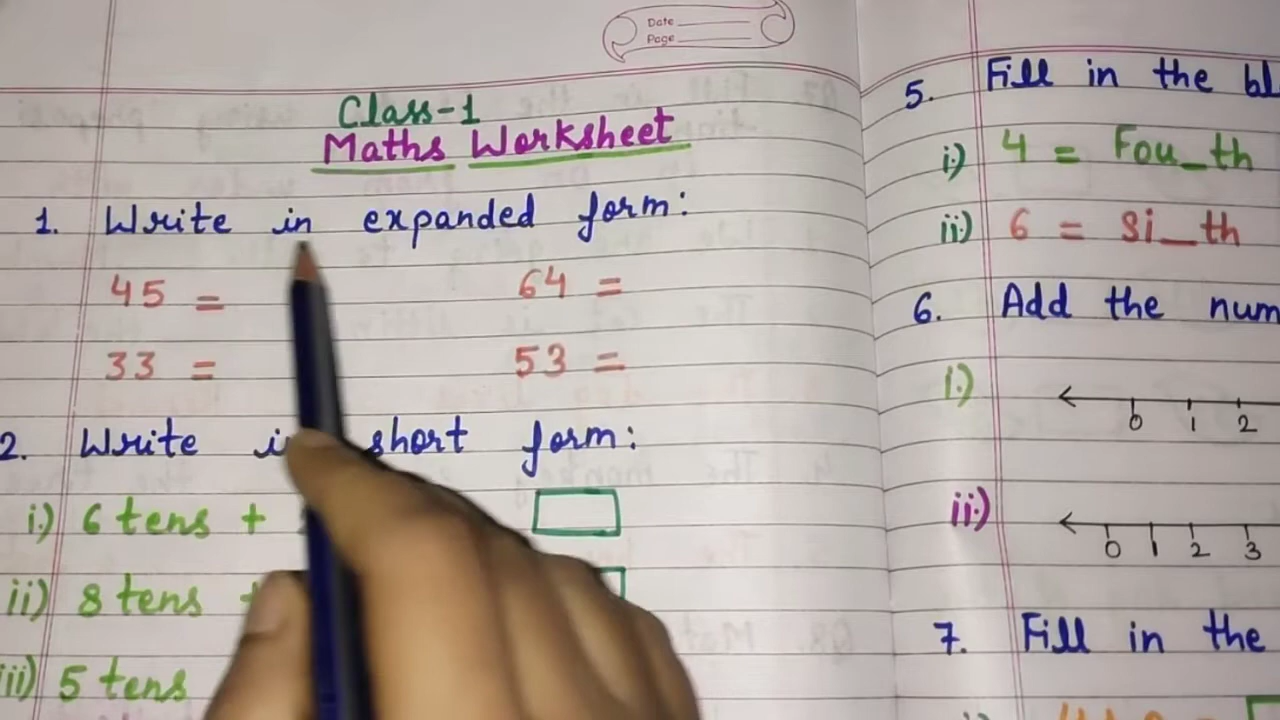 Date
Page
Class-1
Maths Worksheet
1. Write in expanded form:
45 =
64 =
33 =
53 =
2. Write in short form:
i) 6 tens +
ii) 8 tens +
iii) 5 tens
5. Fill in the
i) 4 = Fou_th
ii) 6 = Si_th
6. Add the
i)
0 1 2
ii)
0 1 2 3
7. Fill in the